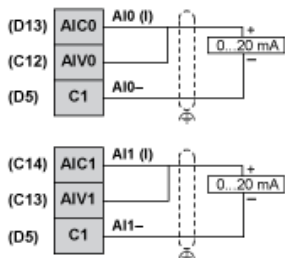 (D13) AIC0 AI0 (I) +
(C12) AIV0 0...20 mA
(D5) C1 AI0– –
(C14) AIC1 AI1 (I) +
(C13) AIV1 0...20 mA
(D5) C1 AI1– –